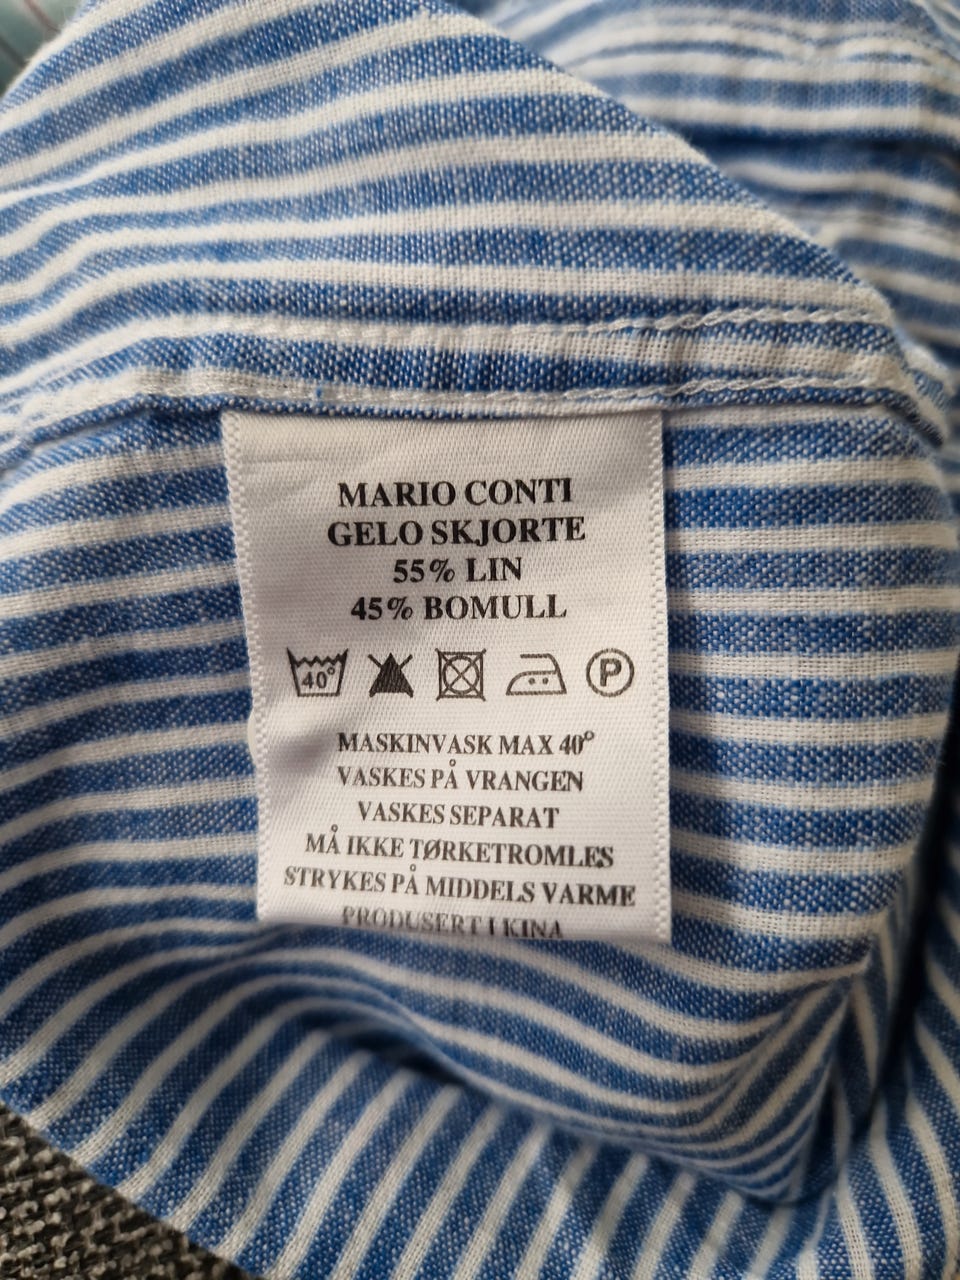 MARIO CONTI
GELO SKJORTE
55% LIN
45% BOMULL
40° P
MASKINVASK MAX 40°
VASKES PÅ VRANGEN
VASKES SEPARAT
MÅ IKKE TØRKETROMLES
STRYKES PÅ MIDDELS VARME
PRODUSERT I KINA